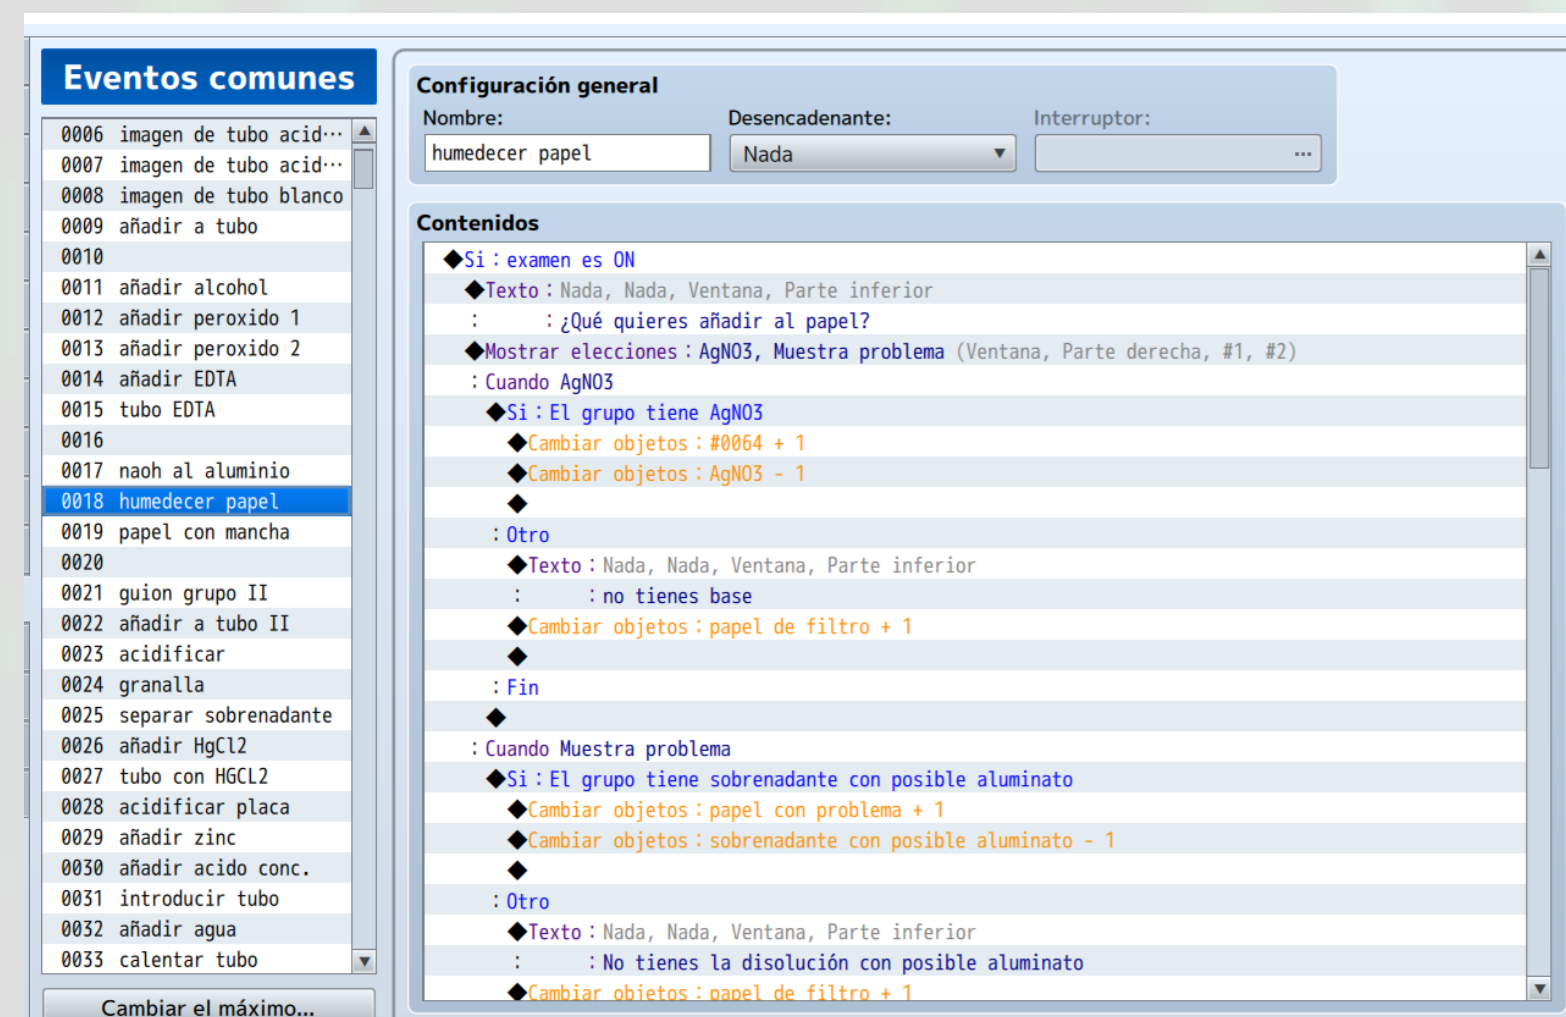 Eventos comunes
0006 imagen de tubo acid…
0007 imagen de tubo acid…
0008 imagen de tubo blanco
0009 añadir a tubo
0010
0011 añadir alcohol
0012 añadir peroxido 1
0013 añadir peroxido 2
0014 añadir EDTA
0015 tubo EDTA
0016
0017 naoh al aluminio
0018 humedecer papel
0019 papel con mancha
0020
0021 guion grupo II
0022 añadir a tubo II
0023 acidificar
0024 granalla
0025 separar sobrenadante
0026 añadir HgCl2
0027 tubo con HGCL2
0028 acidificar placa
0029 añadir zinc
0030 añadir acido conc.
0031 introducir tubo
0032 añadir agua
0033 calentar tubo
Cambiar el máximo...
Configuración general
Nombre: Desencadenante: Interruptor:
humedecer papel Nada ...
Contenidos
◆Si：examen es ON
◆Texto：Nada, Nada, Ventana, Parte inferior
： ：¿Qué quieres añadir al papel?
◆Mostrar elecciones：AgNO3, Muestra problema (Ventana, Parte derecha, #1, #2)
：Cuando AgNO3
◆Si：El grupo tiene AgNO3
◆Cambiar objetos：#0064 + 1
◆Cambiar objetos：AgNO3 - 1
◆
：Otro
◆Texto：Nada, Nada, Ventana, Parte inferior
： ：no tienes base
◆Cambiar objetos：papel de filtro + 1
◆
：Fin
◆
：Cuando Muestra problema
◆Si：El grupo tiene sobrenadante con posible aluminato
◆Cambiar objetos：papel con problema + 1
◆Cambiar objetos：sobrenadante con posible aluminato - 1
◆
：Otro
◆Texto：Nada, Nada, Ventana, Parte inferior
： ：No tienes la disolución con posible aluminato
◆Cambiar objetos：papel de filtro + 1